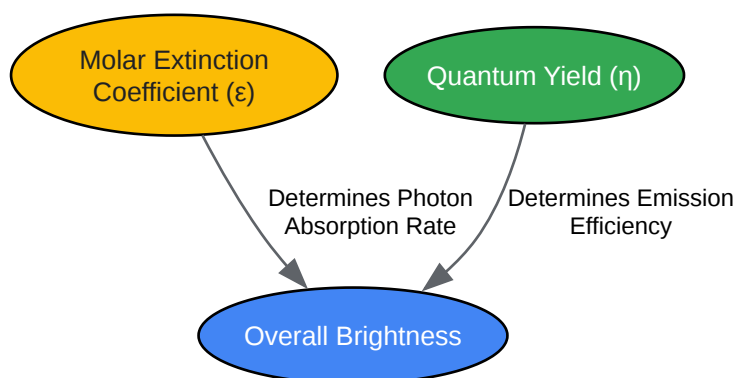 Molar Extinction
Coefficient (ε)
Quantum Yield (η)
Determines Photon
Absorption Rate
Determines Emission
Efficiency
Overall Brightness